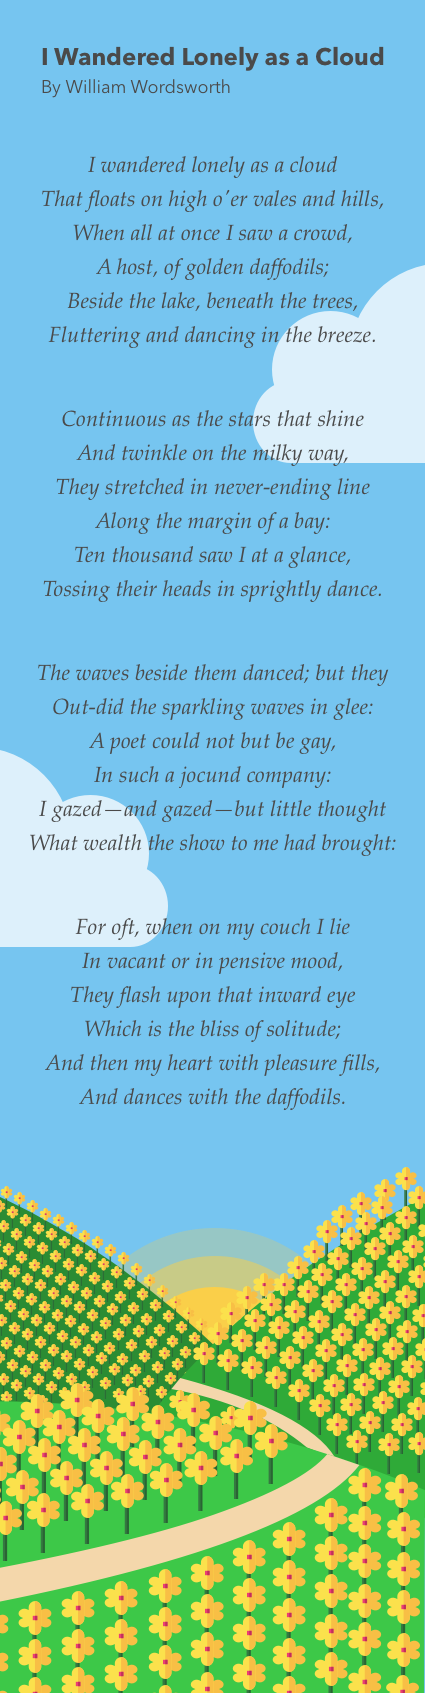 I Wandered Lonely as a Cloud
By William Wordsworth
I wandered lonely as a cloud
That floats on high o'er vales and hills,
When all at once I saw a crowd,
A host, of golden daffodils;
Beside the lake, beneath the trees,
Fluttering and dancing in the breeze.
Continuous as the stars that shine
And twinkle on the milky way,
They stretched in never-ending line
Along the margin of a bay:
Ten thousand saw I at a glance,
Tossing their heads in sprightly dance.
The waves beside them danced; but they
Out-did the sparkling waves in glee:
A poet could not but be gay,
In such a jocund company:
I gazed—and gazed—but little thought
What wealth the show to me had brought:
For oft, when on my couch I lie
In vacant or in pensive mood,
They flash upon that inward eye
Which is the bliss of solitude;
And then my heart with pleasure fills,
And dances with the daffodils.